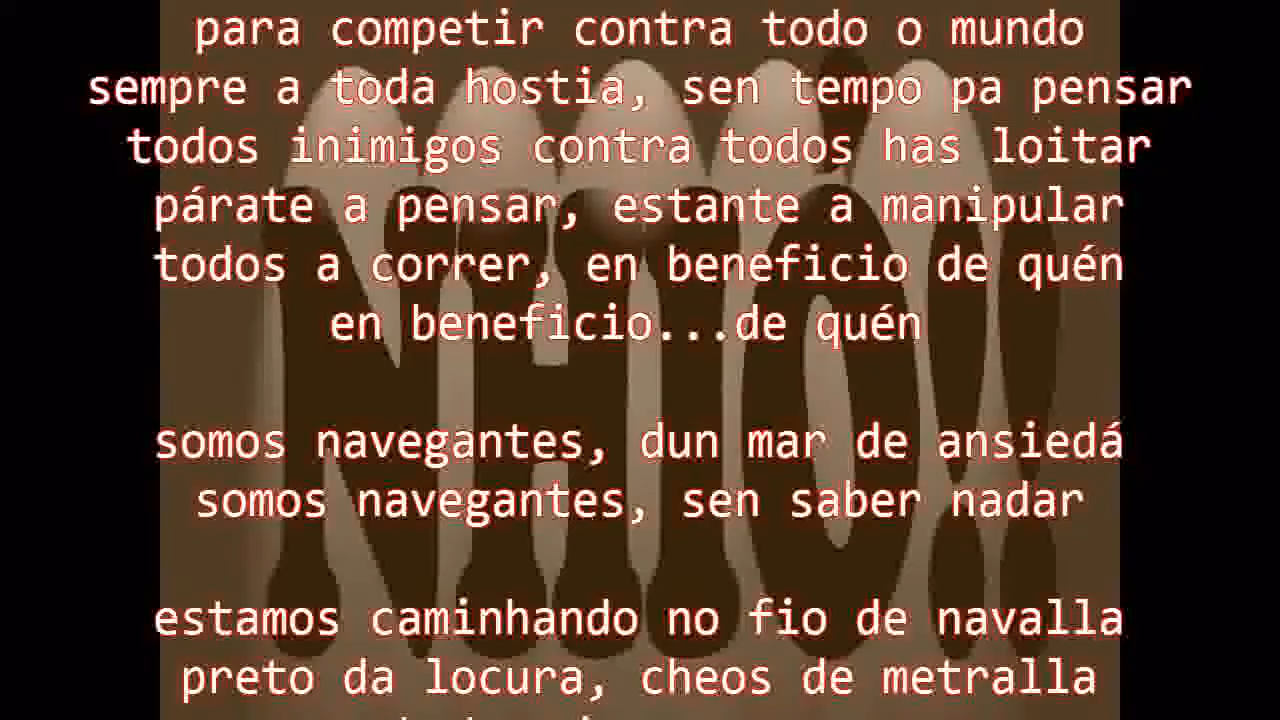 para competir contra todo o mundo
sempre a toda hostia, sen tempo pa pensar
todos inimigos contra todos has loitar
párate a pensar, estante a manipular
todos a correr, en beneficio de quén
en beneficio...de quén
somos navegantes, dun mar de ansiedá
somos navegantes, sen saber nadar
estamos caminhando no fio de navalla
preto da locura, cheos de metralla
NHTO!!